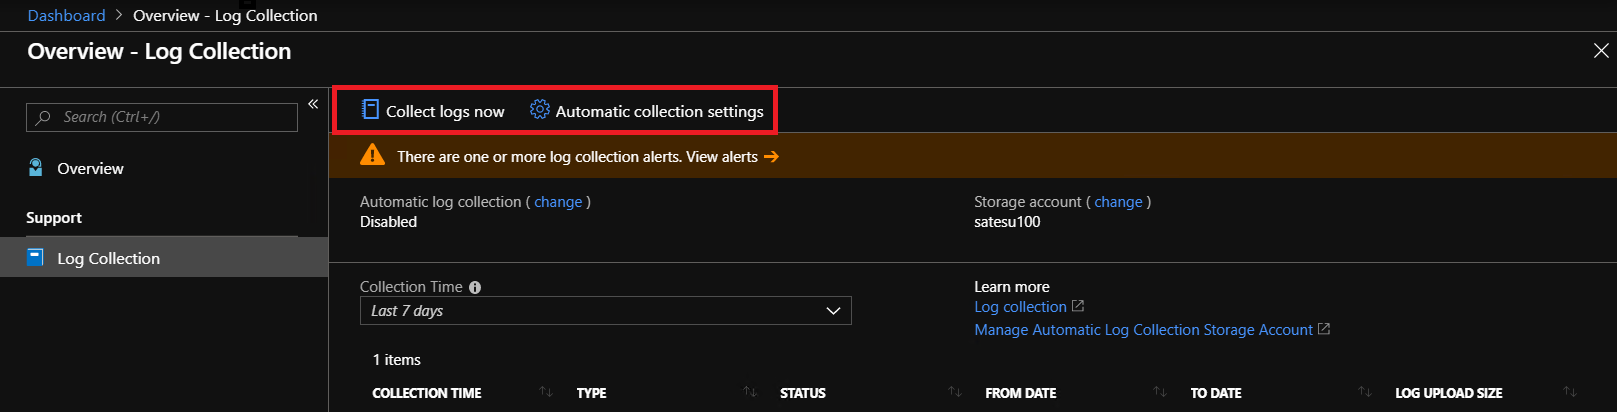 Dashboard > Overview - Log Collection
Overview - Log Collection
Search (Ctrl+/)
«
Overview
Support
Log Collection
Collect logs now
Automatic collection settings
There are one or more log collection alerts. View alerts →
Automatic log collection ( change )
Disabled
Storage account ( change )
satesu100
Collection Time
Last 7 days
Learn more
Log collection
Manage Automatic Log Collection Storage Account
1 items
COLLECTION TIME TYPE STATUS FROM DATE TO DATE LOG UPLOAD SIZE